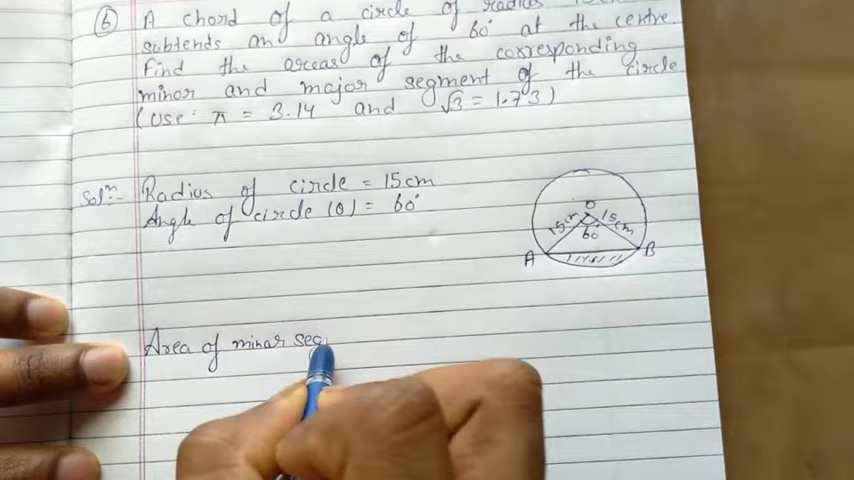 6 A chord of a circle of radius
subtends an angle of 60° at the centre.
Find the areas of the corresponding
minor and major segment of the circle
(Use: π = 3.14 and √3 = 1.73)
Solⁿ:- Radius of circle = 15cm
Angle of circle (θ) = 60°
O
15cm 15cm
60°
A B
Area of minar seg